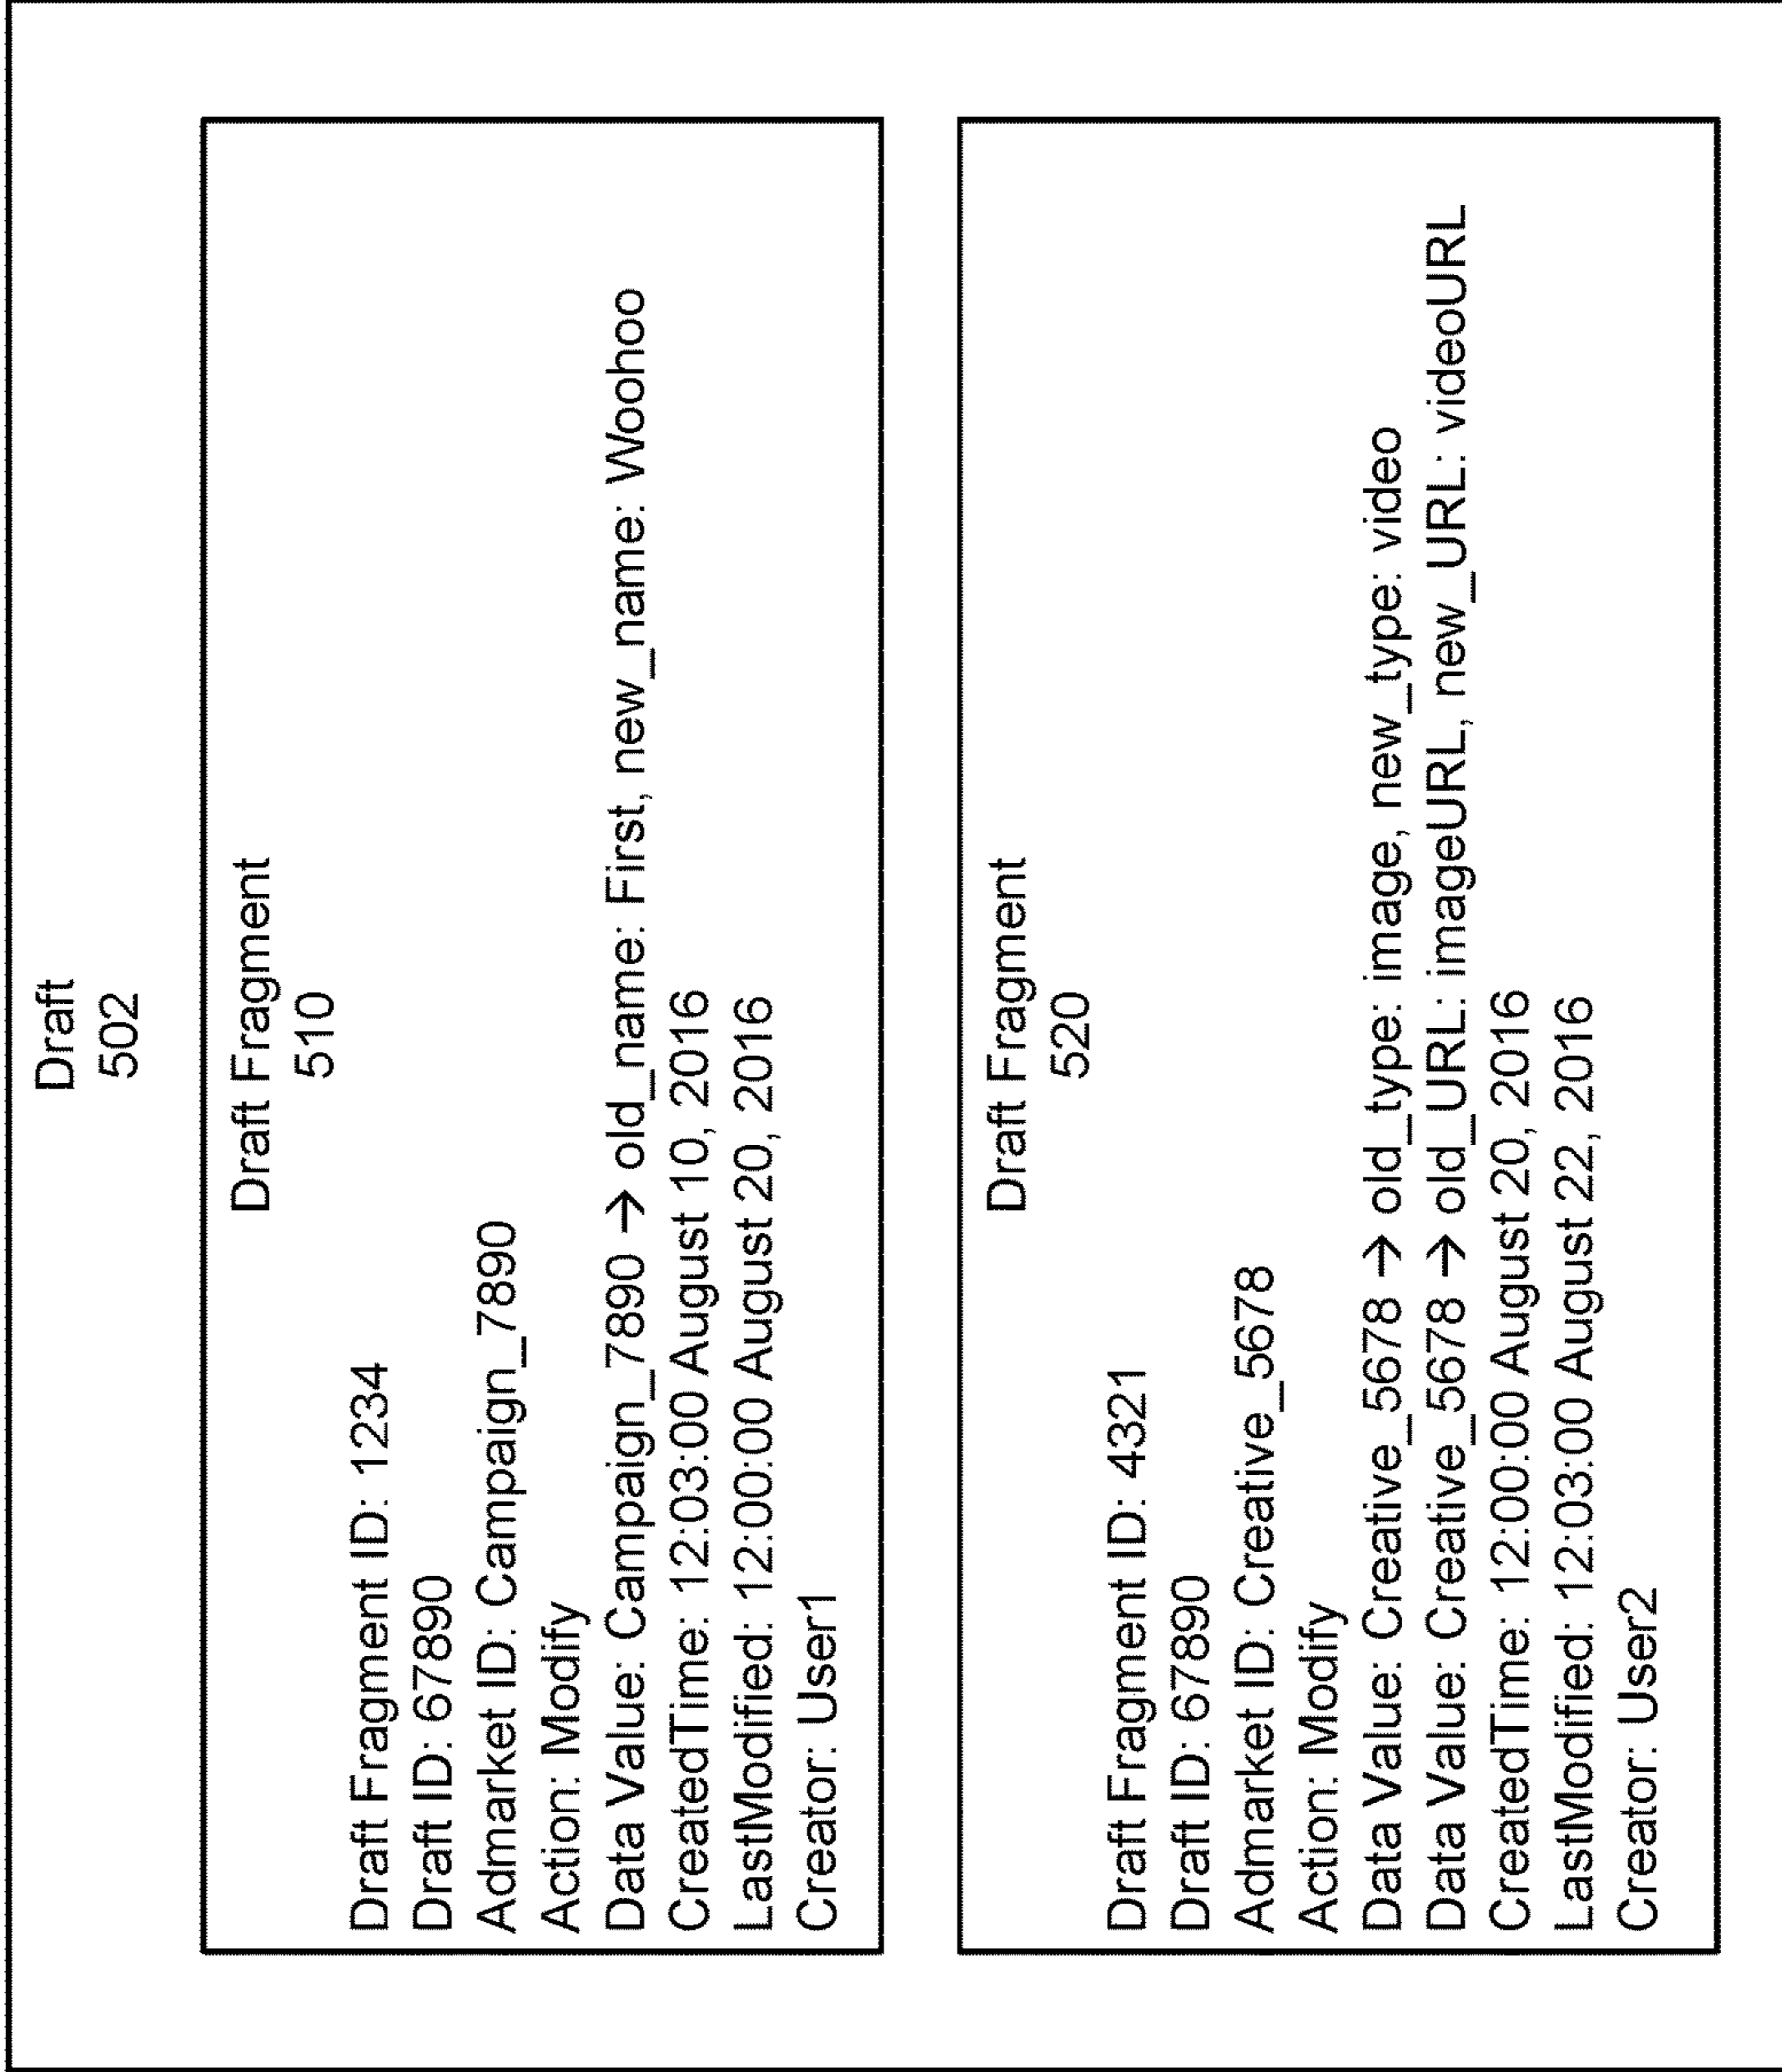 Draft
502
Draft Fragment
510
Draft Fragment ID: 1234
Draft ID: 67890
Admarket ID: Campaign_7890
Action: Modify
Data Value: Campaign_7890 → old_name: First, new_name: Woohoo
CreatedTime: 12:03:00 August 10, 2016
LastModified: 12:00:00 August 20, 2016
Creator: User1
Draft Fragment
520
Draft Fragment ID: 4321
Draft ID: 67890
Admarket ID: Creative_5678
Action: Modify
Data Value: Creative_5678 → old_type: image, new_type: video
Data Value: Creative_5678 → old_URL: imageURL, new_URL: videoURL
CreatedTime: 12:00:00 August 20, 2016
LastModified: 12:03:00 August 22, 2016
Creator: User2